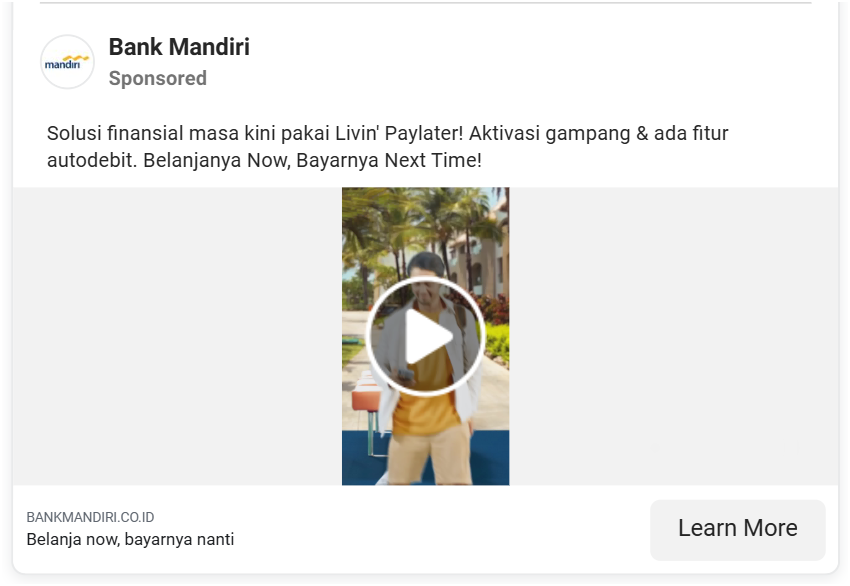 mandiri
Bank Mandiri
Sponsored
Solusi finansial masa kini pakai Livin' Paylater! Aktivasi gampang & ada fitur
autodebit. Belanjanya Now, Bayarnya Next Time!
BANKMANDIRI.CO.ID
Belanja now, bayarnya nanti
Learn More